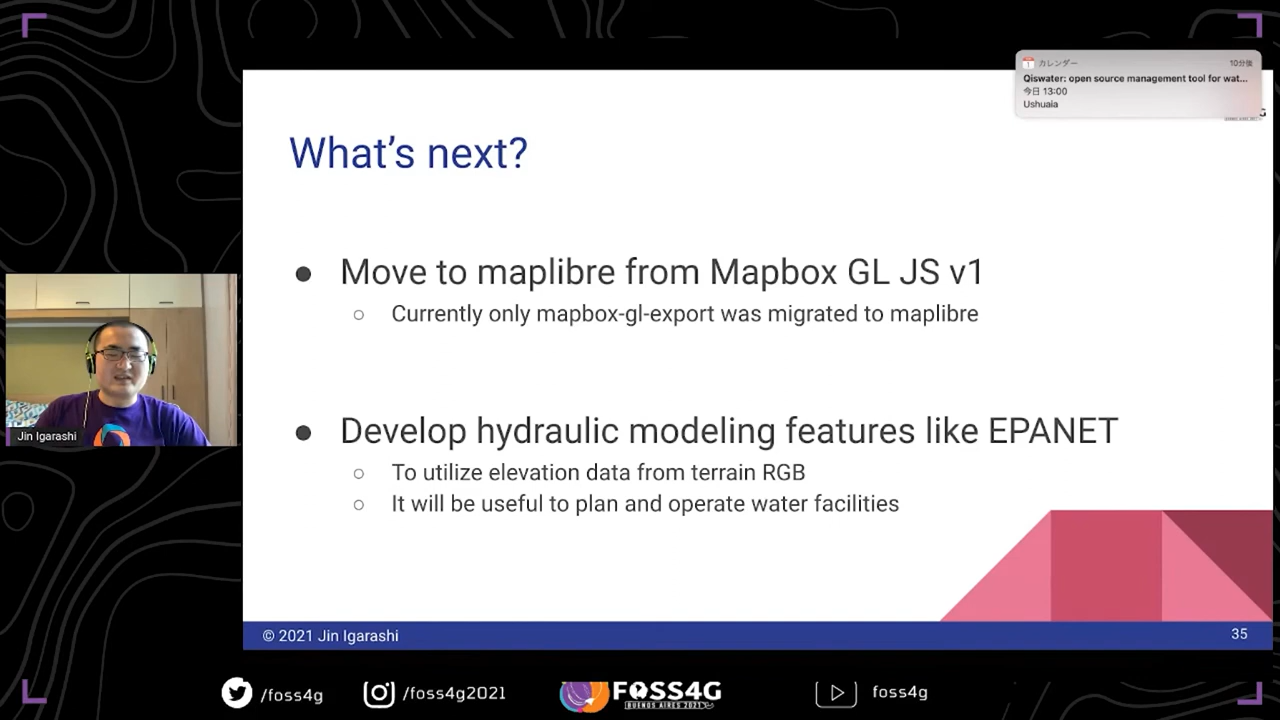 カレンダー
10分後
Qiswater: open source management tool for wat...
今日 13:00
Ushuaia
What's next?
● Move to maplibre from Mapbox GL JS v1
○ Currently only mapbox-gl-export was migrated to maplibre
Jin Igarashi
● Develop hydraulic modeling features like EPANET
○ To utilize elevation data from terrain RGB
○ It will be useful to plan and operate water facilities
© 2021 Jin Igarashi
35
/foss4g
/foss4g2021
FOSS4G
BUENOS AIRES 2021
foss4g